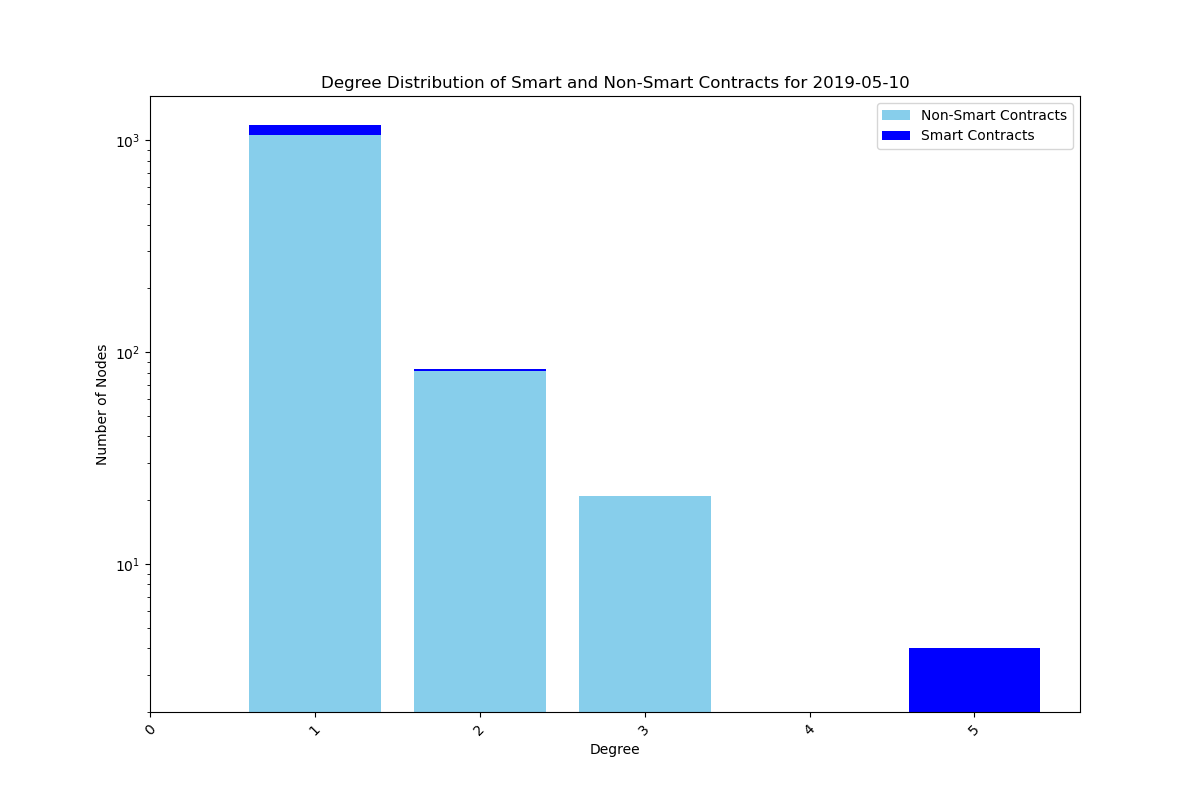 Degree Distribution of Smart and Non-Smart Contracts for 2019-05-10
Non-Smart Contracts
Smart Contracts
Number of Nodes
10³
10²
10¹
0 1 2 3 4 5
Degree